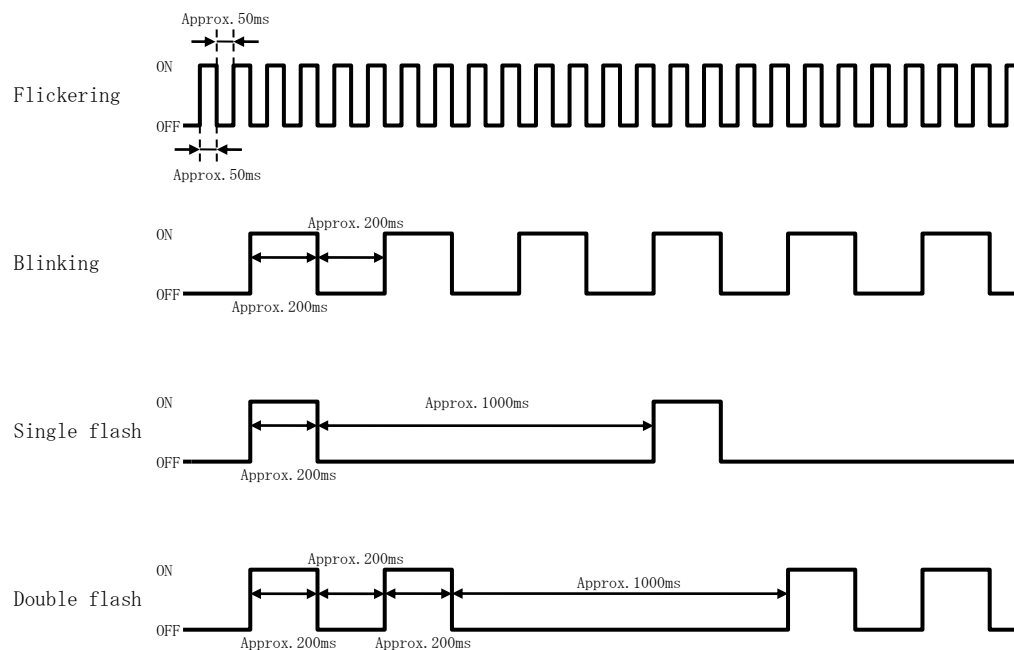 Approx.50ms
ON
Flickering
OFF
Approx.50ms
Approx.200ms
ON
Blinking
OFF
Approx.200ms
ON
Approx.1000ms
Single flash
OFF
Approx.200ms
Approx.200ms
ON
Approx.1000ms
Double flash
OFF
Approx.200ms Approx.200ms